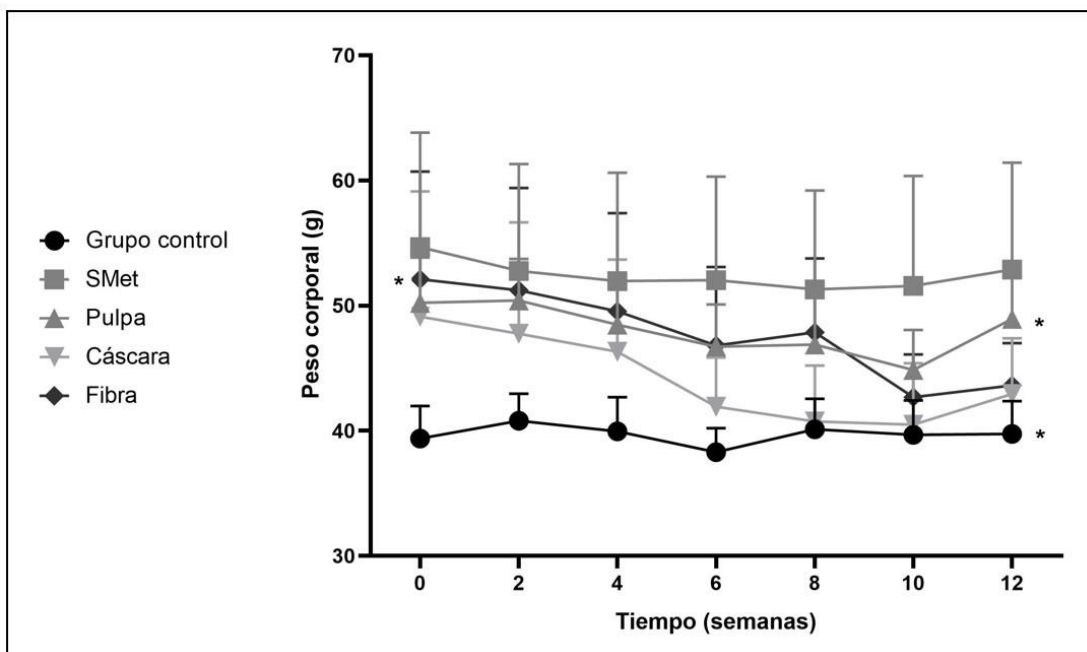 Grupo control
SMet
Pulpa
Cáscara
Fibra
Peso corporal (g)
70
60
50
40
30
*
*
*
0 2 4 6 8 10 12
Tiempo (semanas)